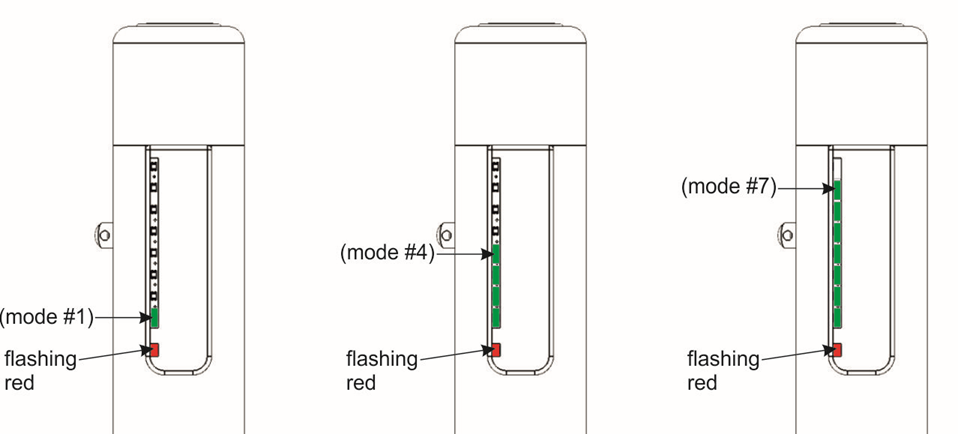 (mode #1)
flashing
red
(mode #4)
flashing
red
(mode #7)
flashing
red